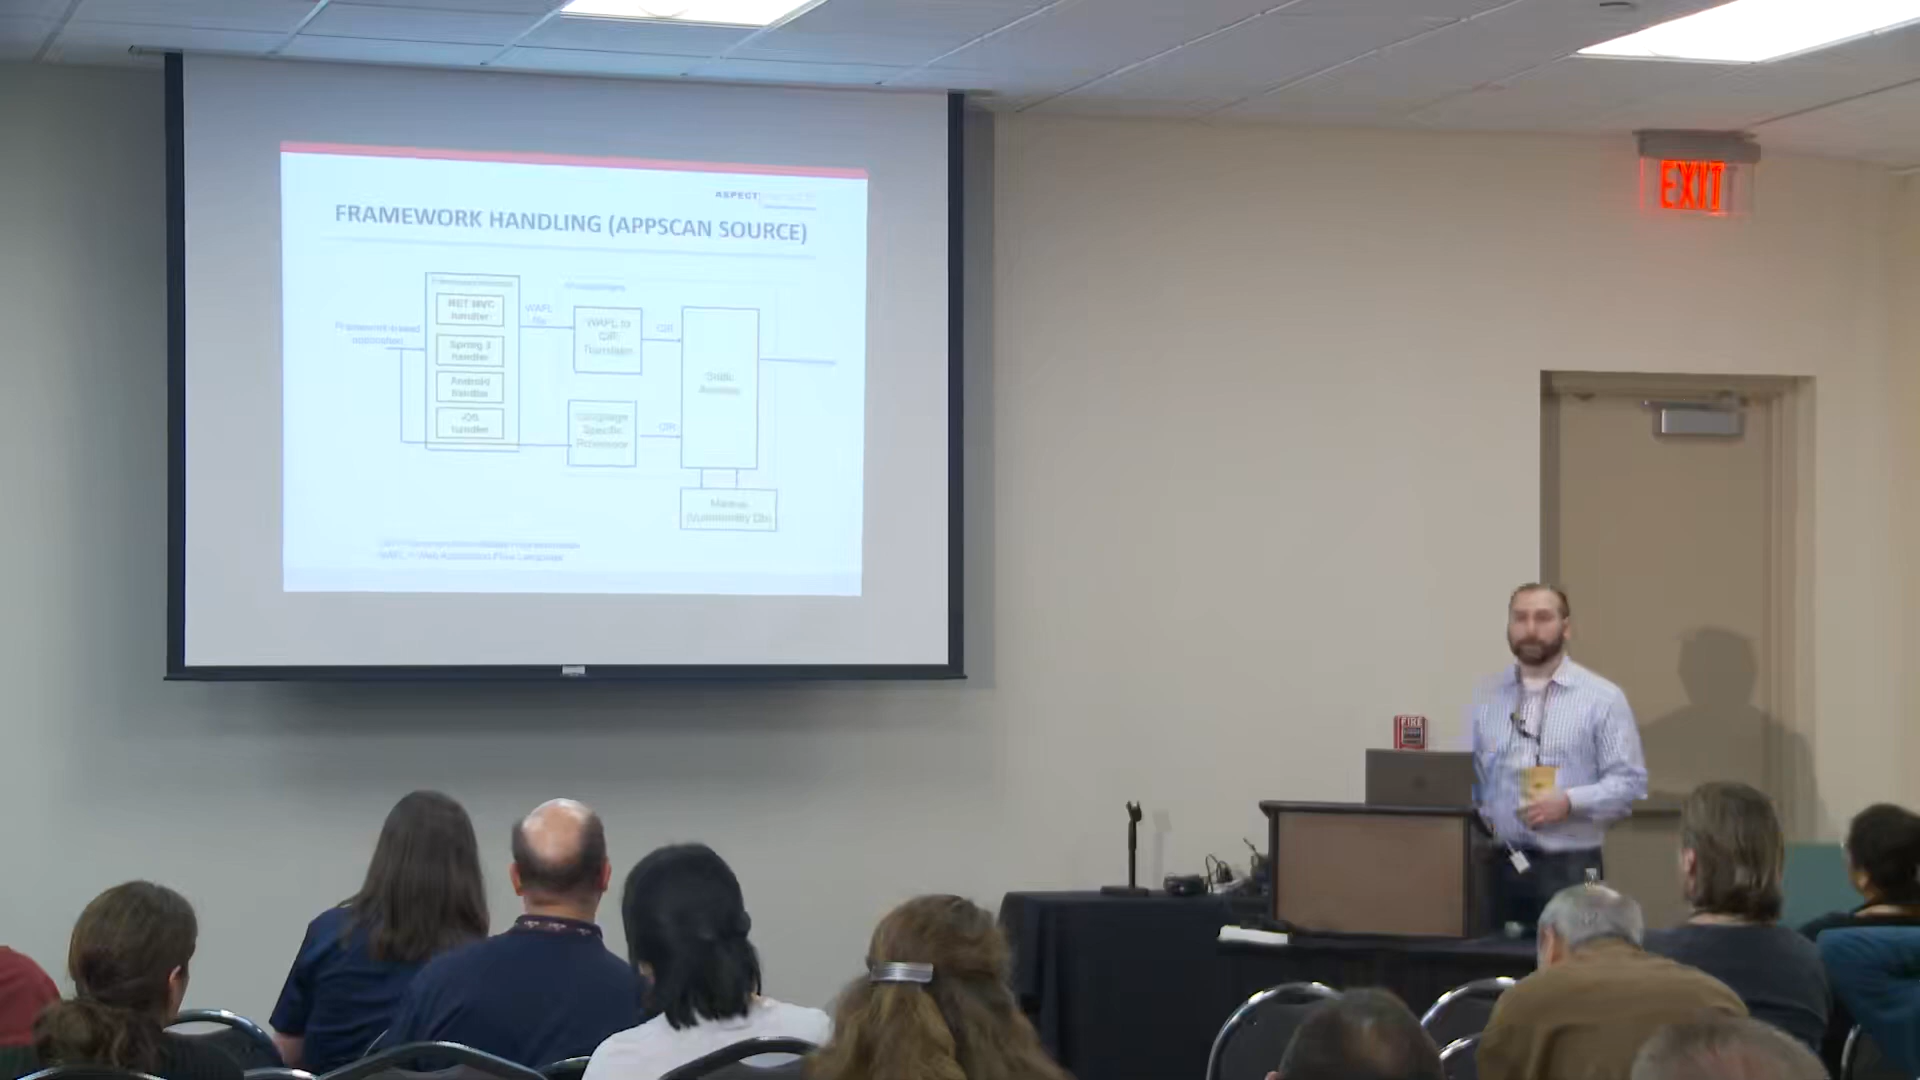 ASPECT
FRAMEWORK HANDLING (APPSCAN SOURCE)
.NET MVC
handler
WAFL
file
WAFL to
CIR
Translator
CIR
Framework-based
application
Spring 3
handler
Android
handler
iOS
handler
Static
Analysis
Language
Specific
Processor
CIR
(Vulnerability Db)
WAFL = Web Application Flow Language
EXIT
FIRE